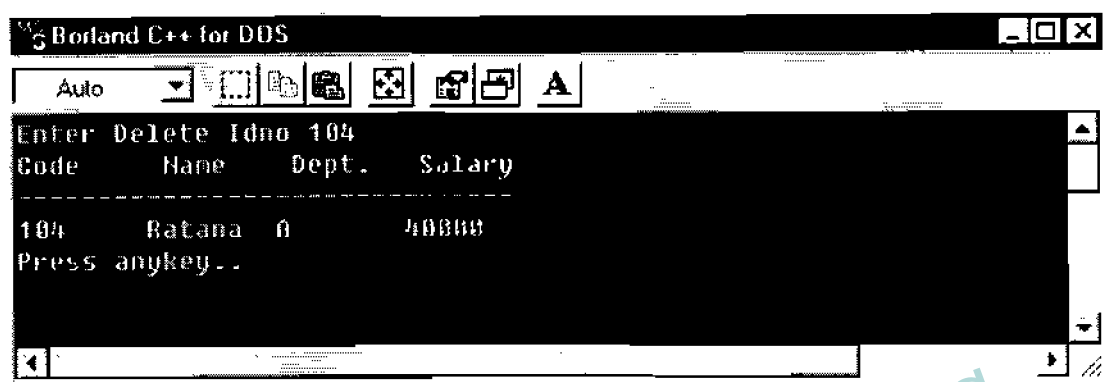 Borland C++ for DOS
Auto
A
Enter Delete Idno 104
Code Name Dept. Salary
--------------------------------
104 Ratana A 40000
Press anykey..